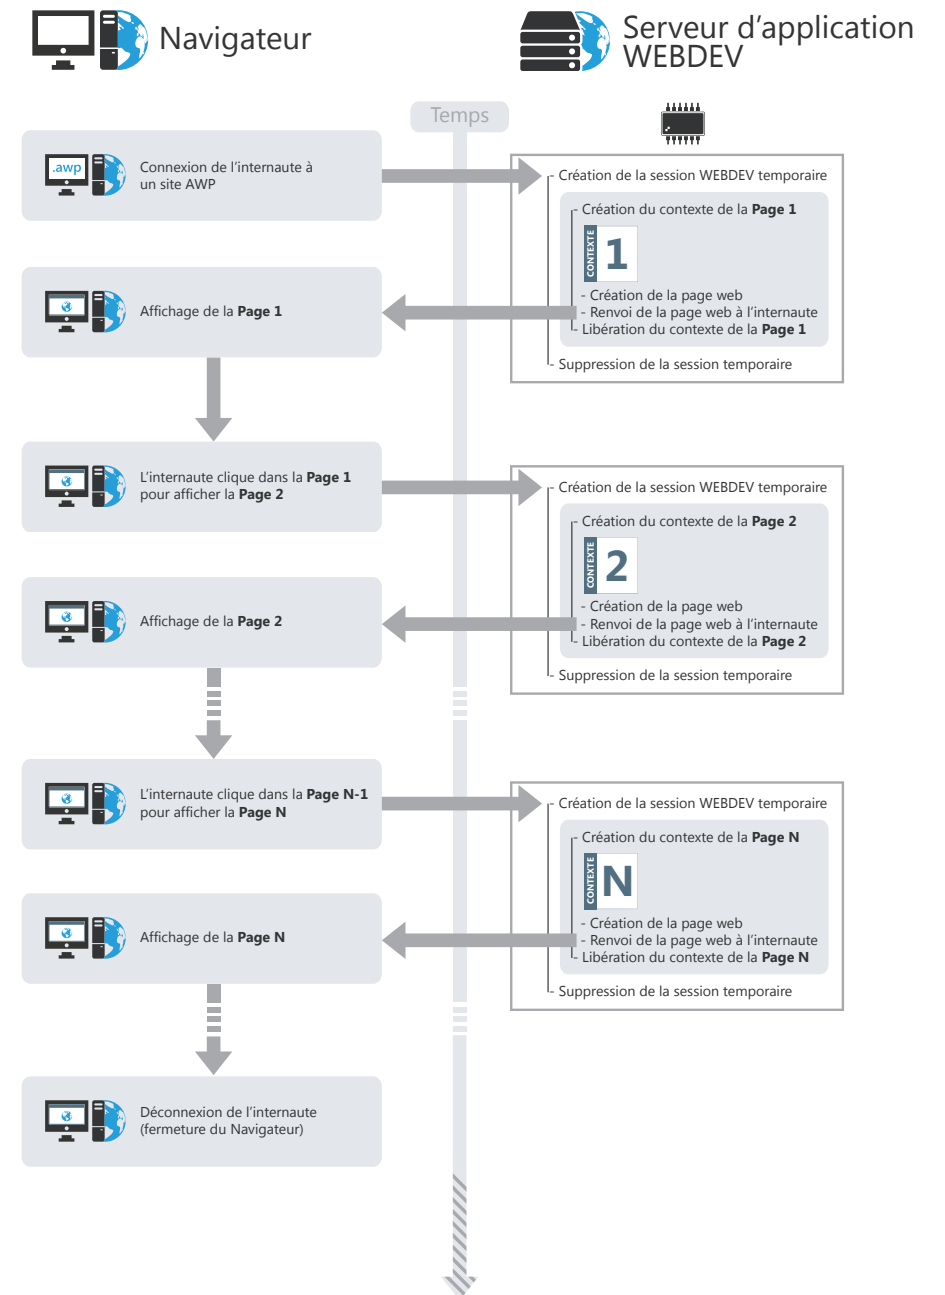 Navigateur
Serveur d'application
WEBDEV
Temps
.awp
Connexion de l'internaute à
un site AWP
- Création de la session WEBDEV temporaire
- Création du contexte de la Page 1
CONTEXTE
1
- Création de la page web
- Renvoi de la page web à l'internaute
- Libération du contexte de la Page 1
- Suppression de la session temporaire
Affichage de la Page 1
L'internaute clique dans la Page 1
pour afficher la Page 2
- Création de la session WEBDEV temporaire
- Création du contexte de la Page 2
CONTEXTE
2
- Création de la page web
- Renvoi de la page web à l'internaute
- Libération du contexte de la Page 2
- Suppression de la session temporaire
Affichage de la Page 2
L'internaute clique dans la Page N-1
pour afficher la Page N
- Création de la session WEBDEV temporaire
- Création du contexte de la Page N
CONTEXTE
N
- Création de la page web
- Renvoi de la page web à l'internaute
- Libération du contexte de la Page N
- Suppression de la session temporaire
Affichage de la Page N
Déconnexion de l'internaute
(fermeture du Navigateur)